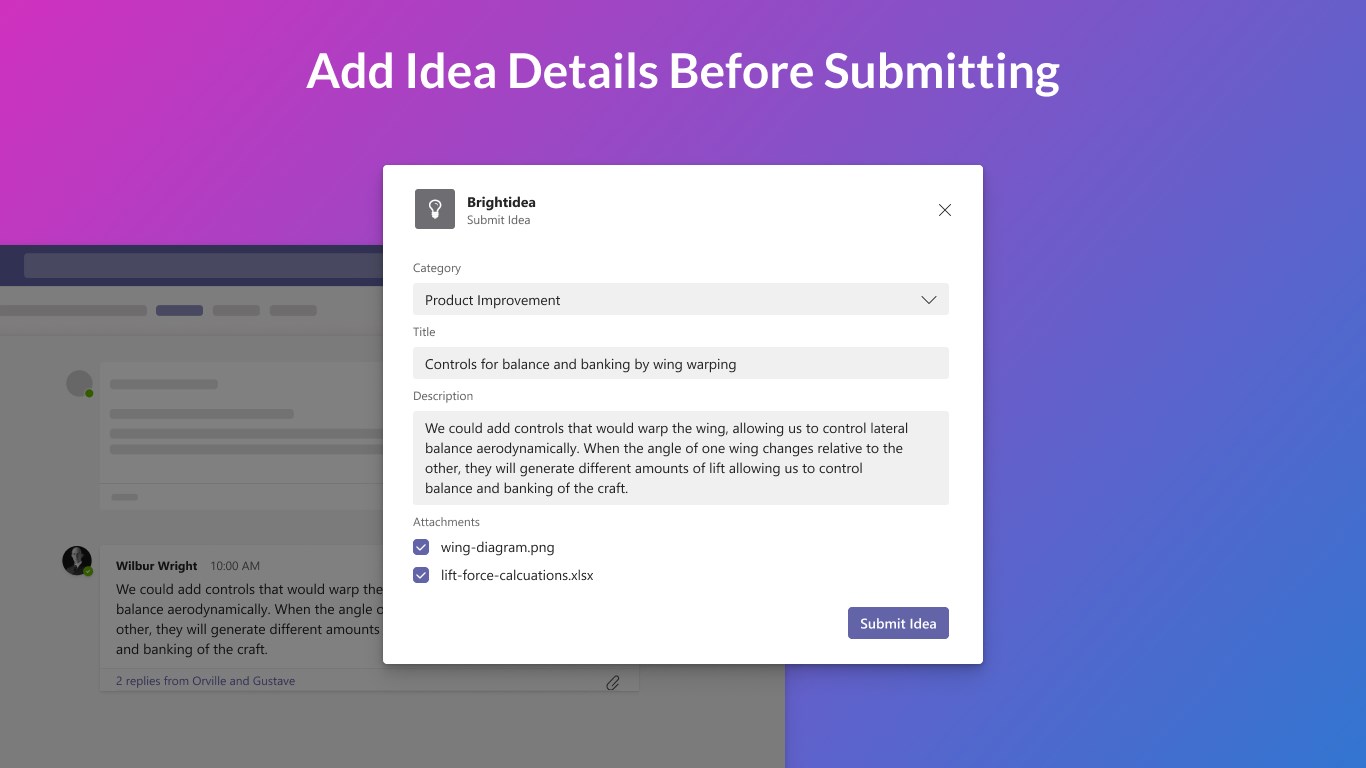 Add Idea Details Before Submitting
Brightidea
Submit Idea
Category
Product Improvement
Title
Controls for balance and banking by wing warping
Description
We could add controls that would warp the wing, allowing us to control lateral
balance aerodynamically. When the angle of one wing changes relative to the
other, they will generate different amounts of lift allowing us to control
balance and banking of the craft.
Attachments
wing-diagram.png
lift-force-calcuations.xlsx
Submit Idea
Wilbur Wright 10:00 AM
We could add controls that would warp the
balance aerodynamically. When the angle o
other, they will generate different amounts
and banking of the craft.
2 replies from Orville and Gustave